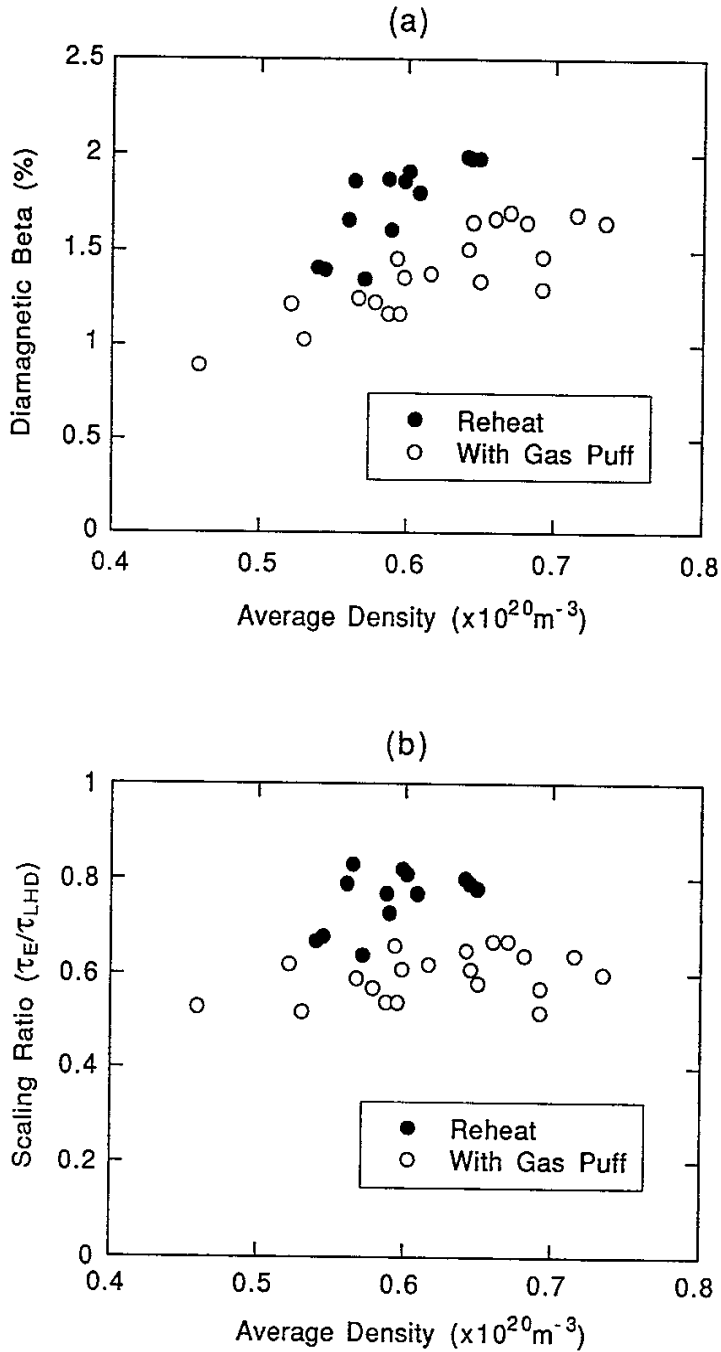 (a)
Diamagnetic Beta (%)
2.5
2
1.5
1
0.5
0
Reheat
With Gas Puff
0.4 0.5 0.6 0.7 0.8
Average Density (x10²⁰m⁻³)
(b)
Scaling Ratio (τE/τLHD)
1
0.8
0.6
0.4
0.2
0
Reheat
With Gas Puff
0.4 0.5 0.6 0.7 0.8
Average Density (x10²⁰m⁻³)